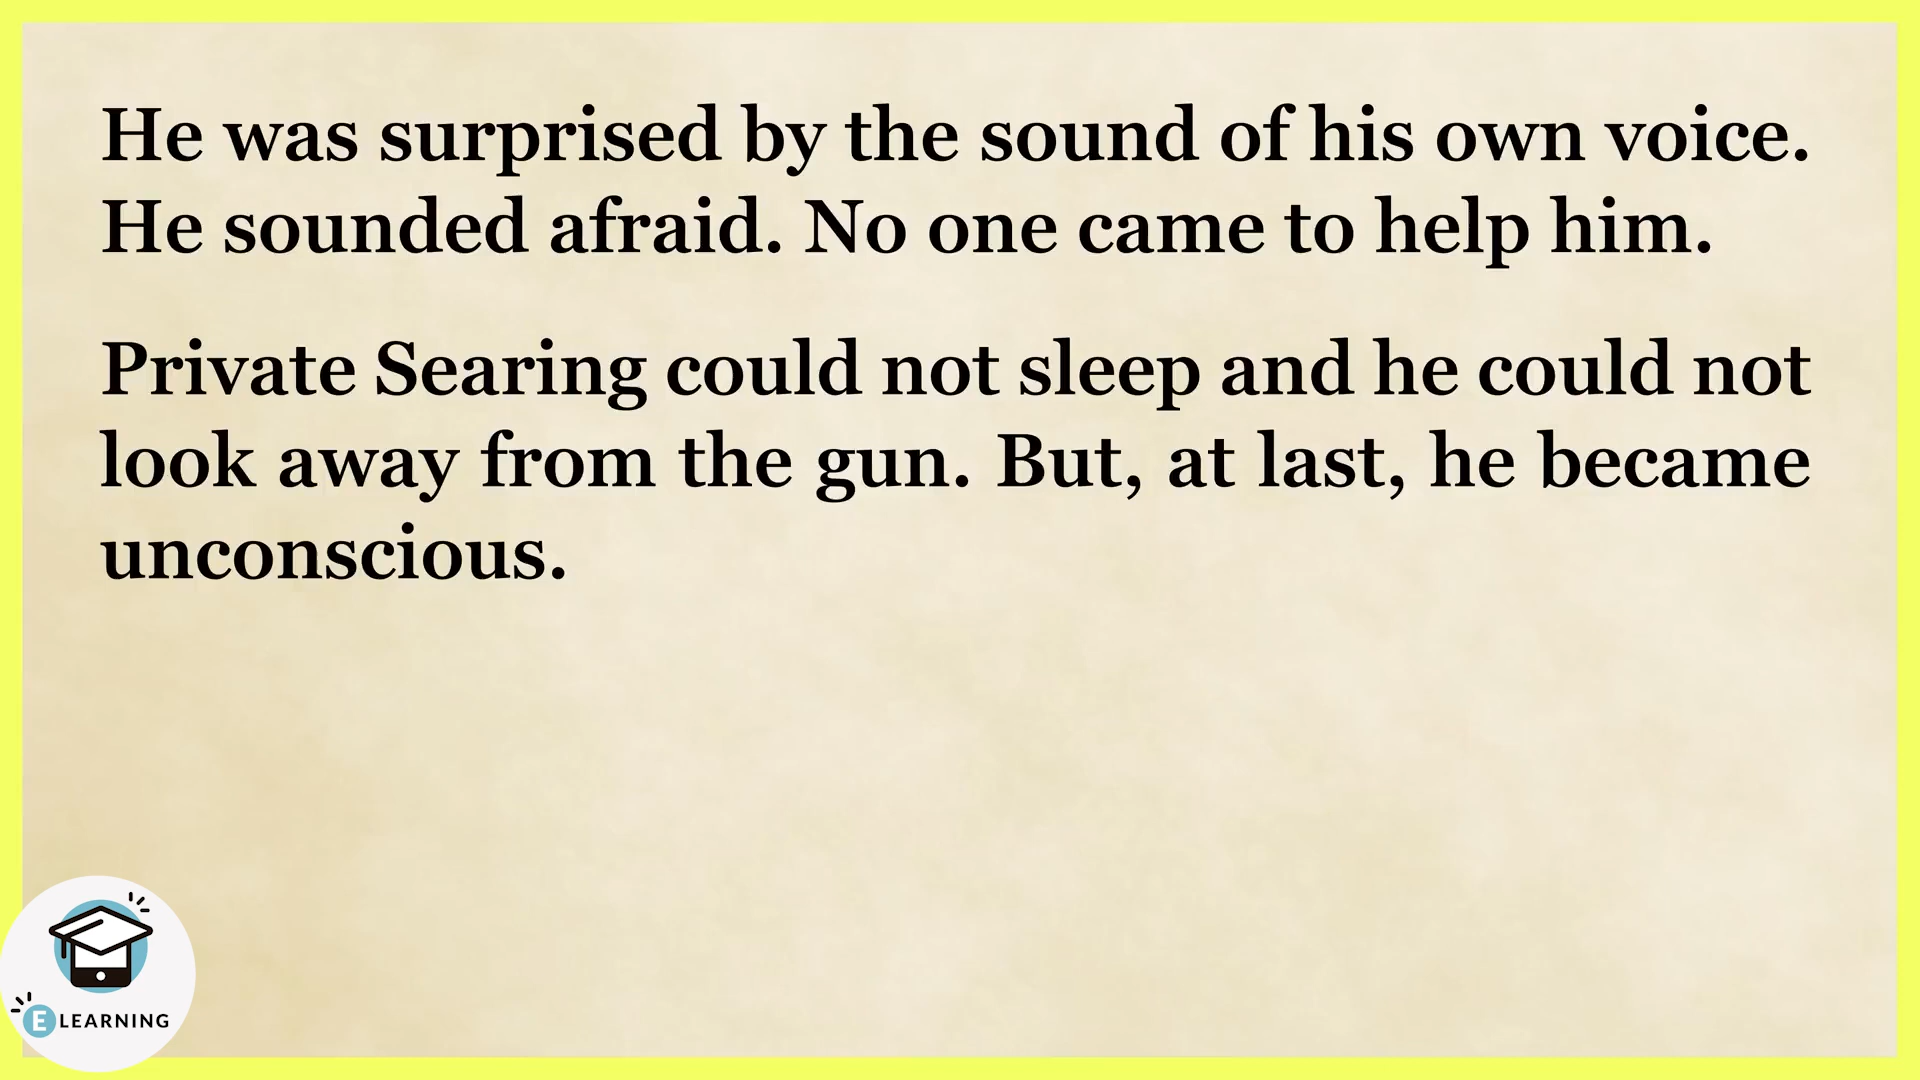 He was surprised by the sound of his own voice.
He sounded afraid. No one came to help him.
Private Searing could not sleep and he could not
look away from the gun. But, at last, he became
unconscious.
E LEARNING